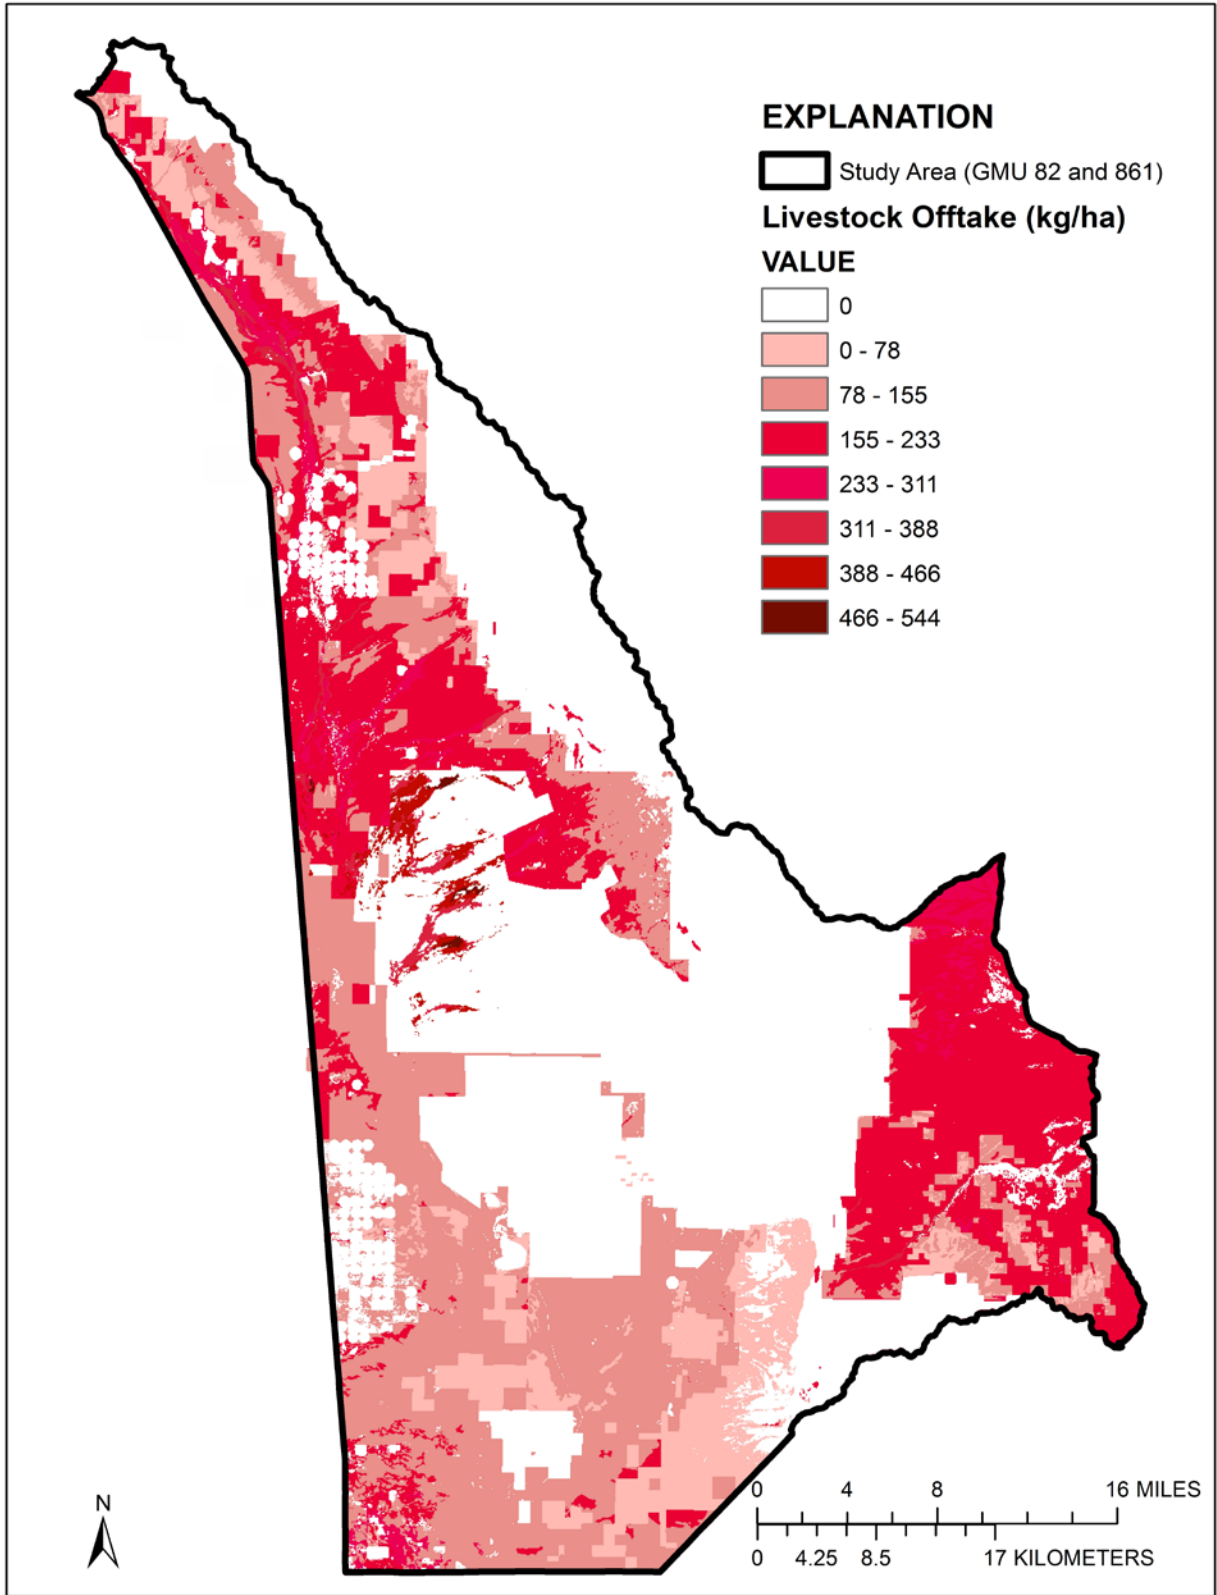 EXPLANATION
Study Area (GMU 82 and 861)
Livestock Offtake (kg/ha)
VALUE
0
0 - 78
78 - 155
155 - 233
233 - 311
311 - 388
388 - 466
466 - 544
N
0 4 8 16 MILES
0 4.25 8.5 17 KILOMETERS